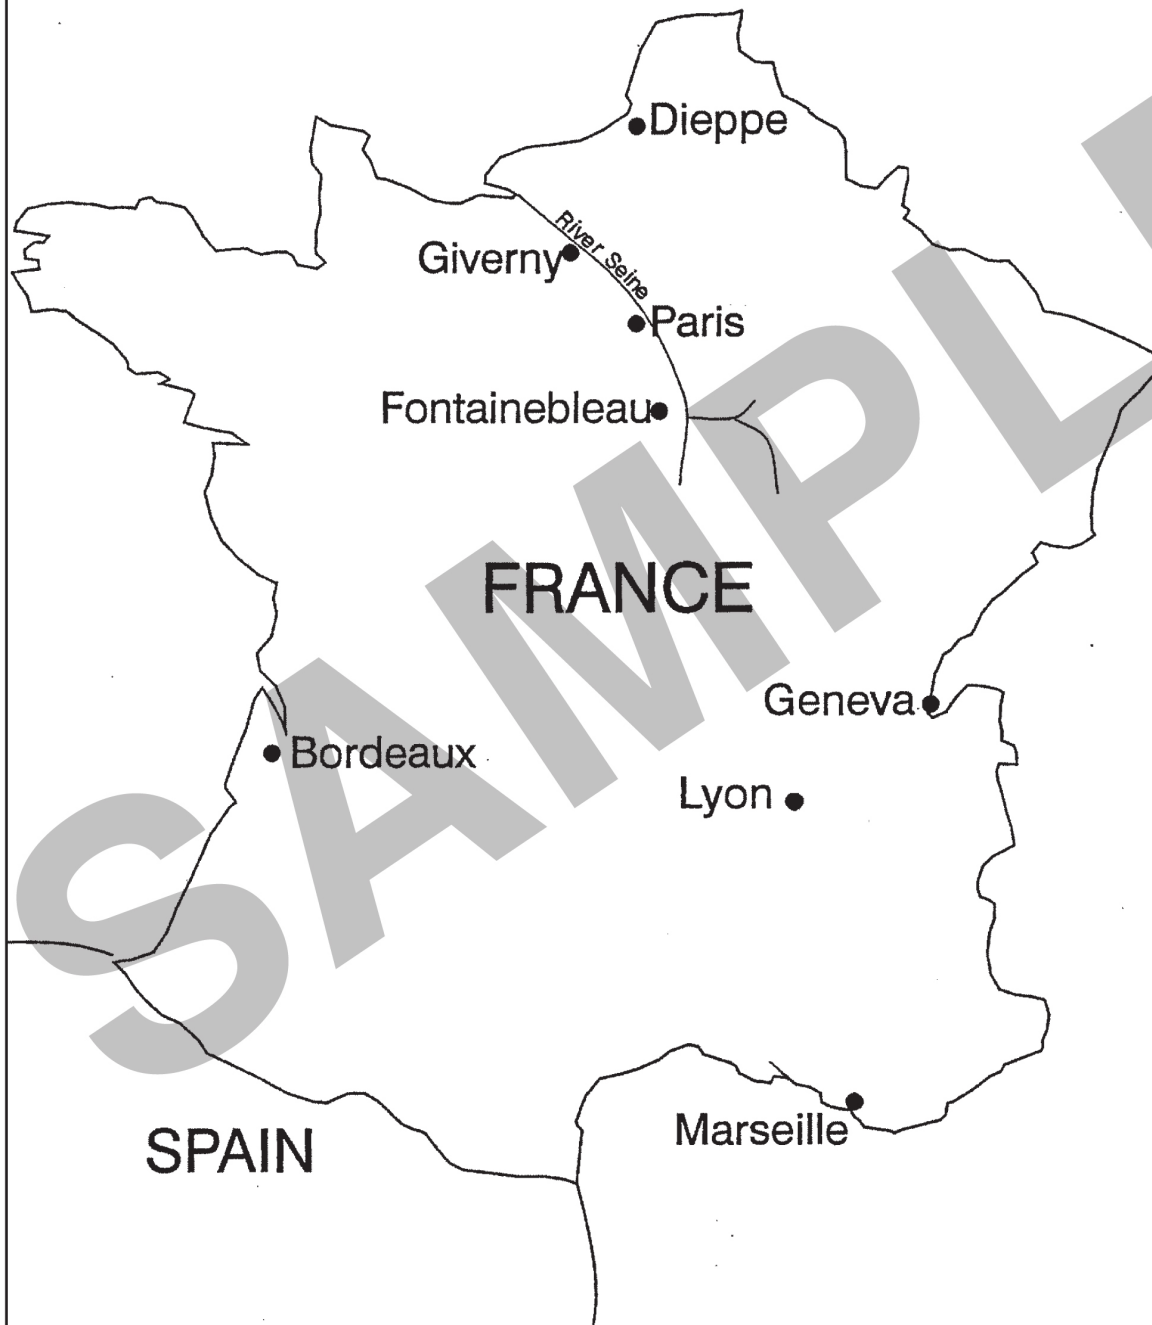 Dieppe
River Seine
Giverny
Paris
Fontainebleau
FRANCE
Geneva
Bordeaux
Lyon
Marseille
SPAIN
SAMPL